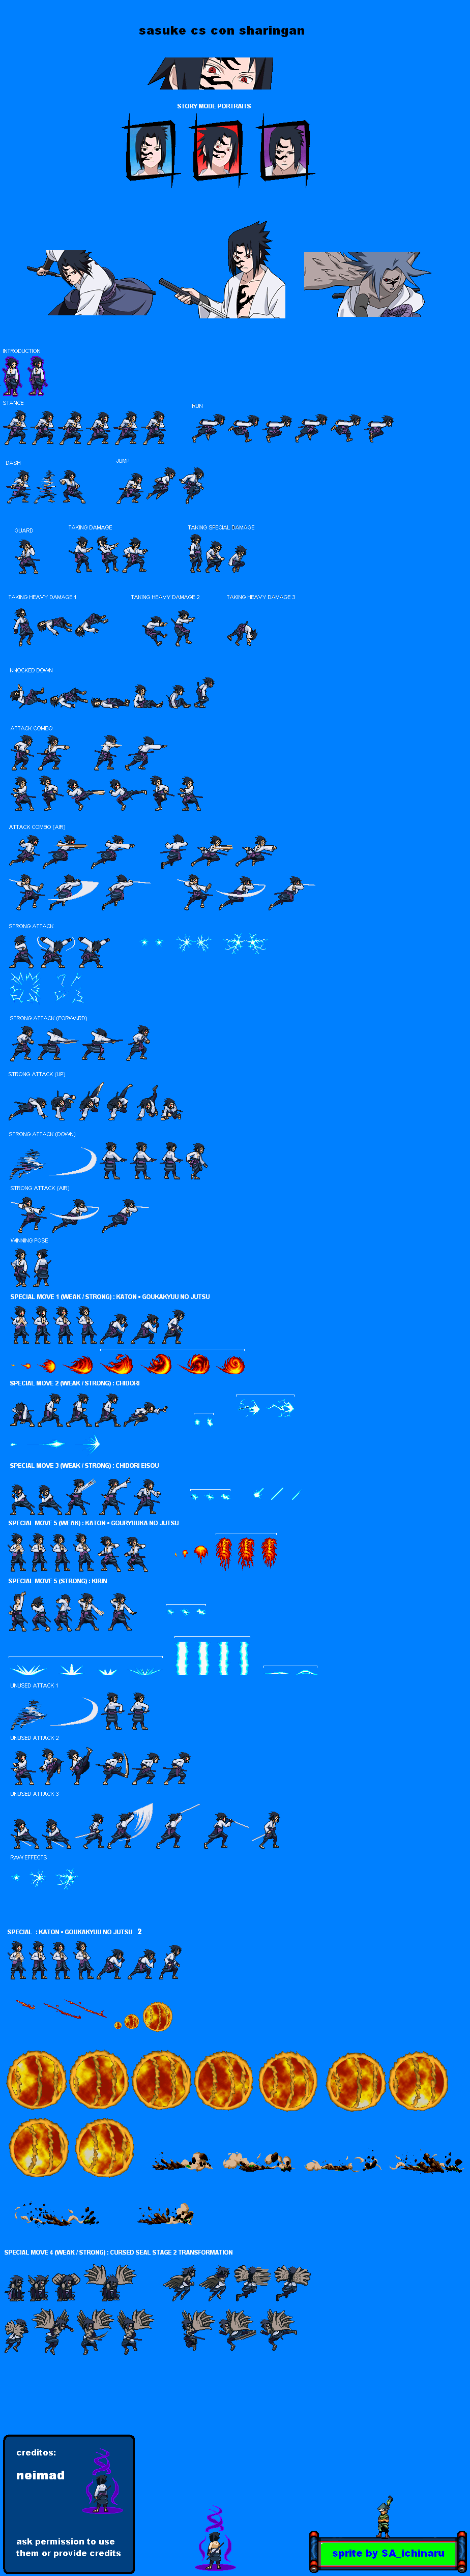 sasuke cs con sharingan
STORY MODE PORTRAITS
INTRODUCTION
STANCE
RUN
DASH
JUMP
GUARD
TAKING DAMAGE
TAKING SPECIAL DAMAGE
TAKING HEAVY DAMAGE 1
TAKING HEAVY DAMAGE 2
TAKING HEAVY DAMAGE 3
KNOCKED DOWN
ATTACK COMBO
ATTACK COMBO (AIR)
STRONG ATTACK
STRONG ATTACK (FORWARD)
STRONG ATTACK (UP)
STRONG ATTACK (DOWN)
STRONG ATTACK (AIR)
WINNING POSE
SPECIAL MOVE 1 (WEAK / STRONG) : KATON • GOUKAKYUU NO JUTSU
SPECIAL MOVE 2 (WEAK / STRONG) : CHIDORI
SPECIAL MOVE 3 (WEAK / STRONG) : CHIDORI EISOU
SPECIAL MOVE 5 (WEAK) : KATON • GOURYUUKA NO JUTSU
SPECIAL MOVE 5 (STRONG) : KIRIN
UNUSED ATTACK 1
UNUSED ATTACK 2
UNUSED ATTACK 3
RAW EFFECTS
SPECIAL : KATON • GOUKAKYUU NO JUTSU 2
SPECIAL MOVE 4 (WEAK / STRONG) : CURSED SEAL STAGE 2 TRANSFORMATION
creditos:
neimad
ask permission to use
them or provide credits
sprite by SA_ichinaru